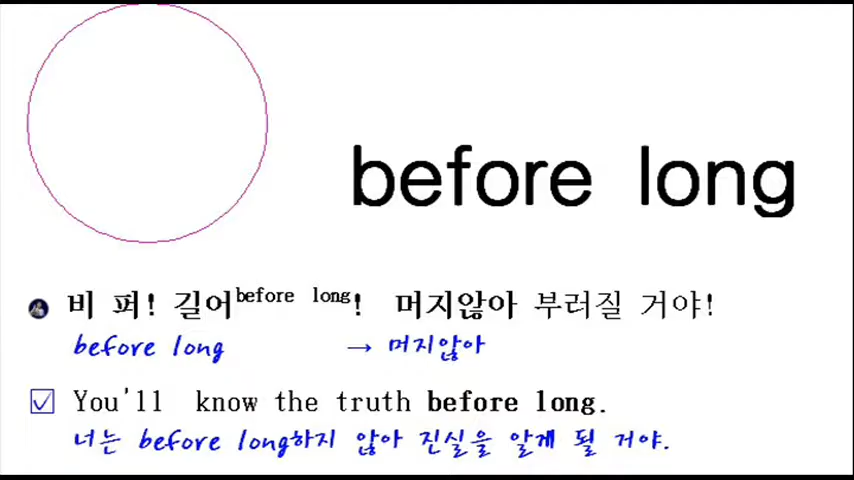 before long
비 퍼! 길어before long! 머지않아 부러질 거야!
before long → 머지않아
You'll know the truth before long.
너는 before long하지 않아 진실을 알게 될 거야.